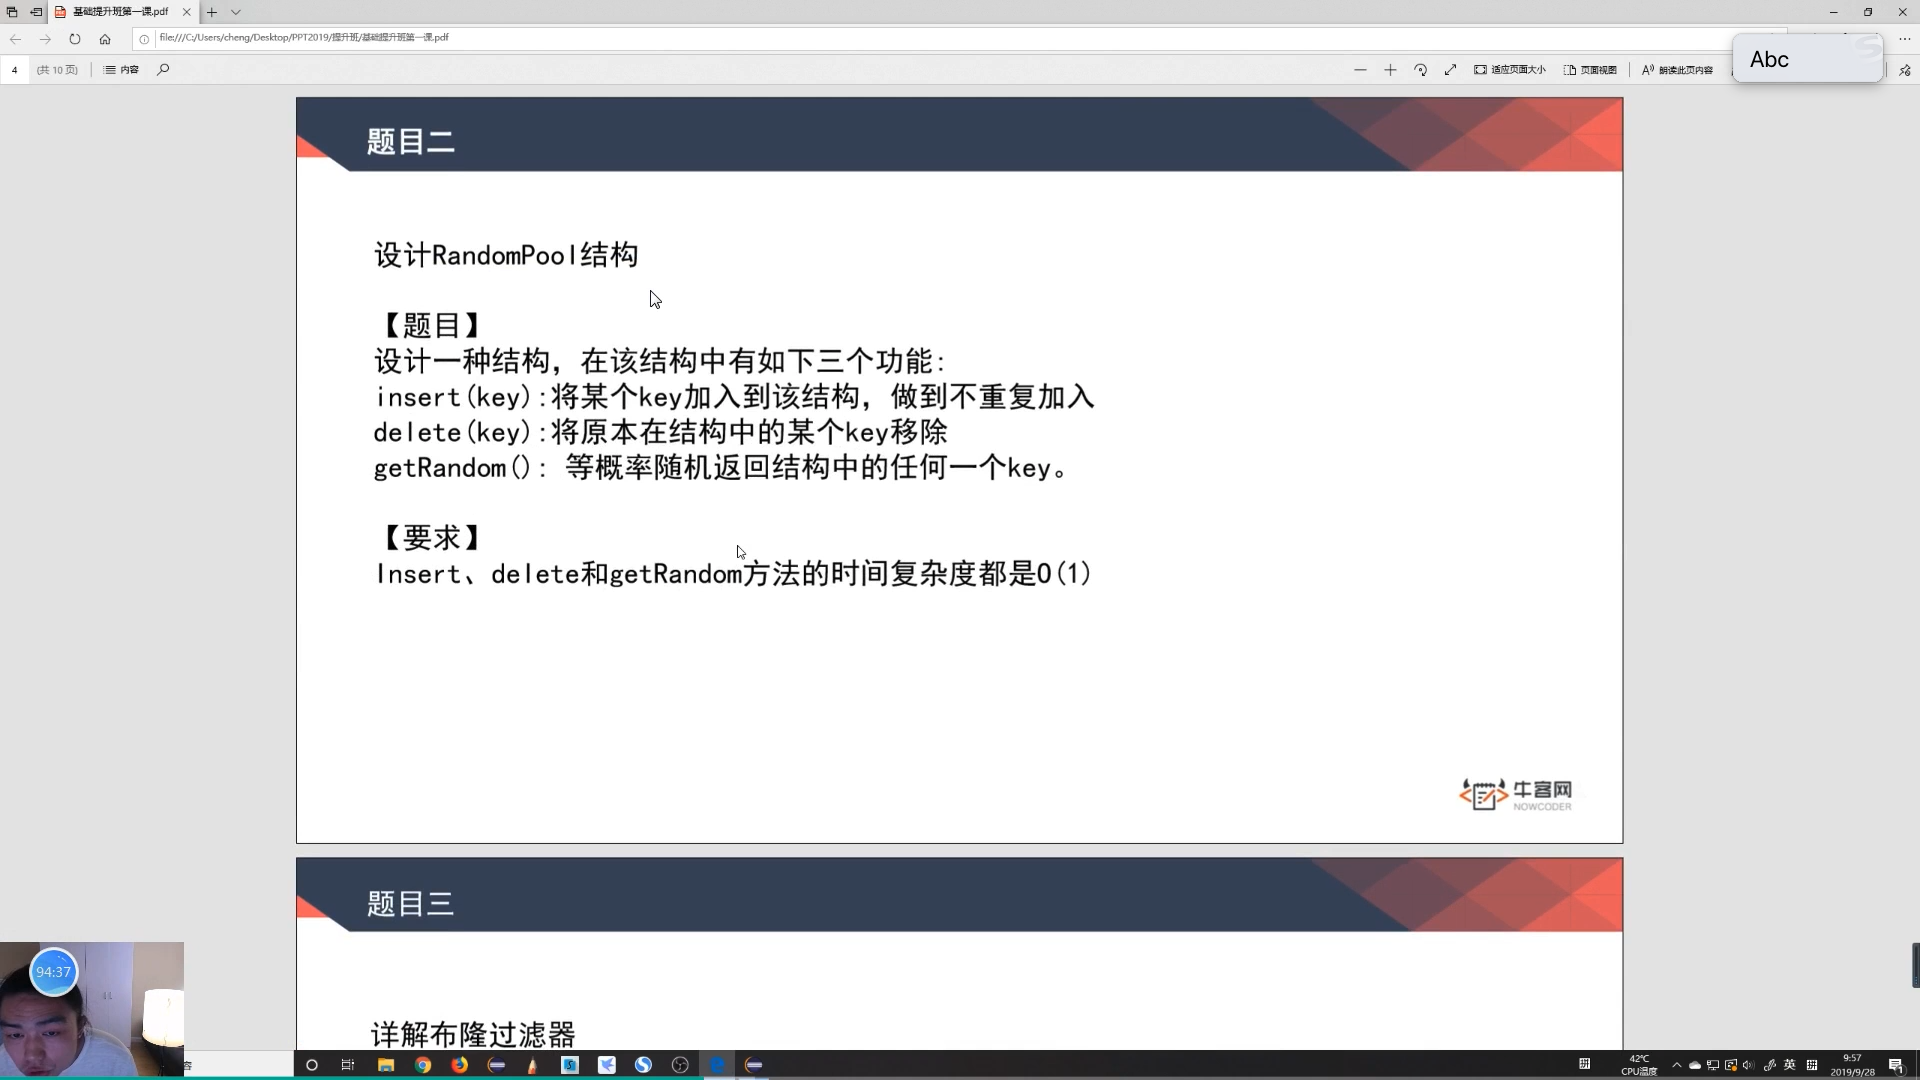 基础提升班第一课.pdf
file:///C:/Users/cheng/Desktop/PPT2019/提升班/基础提升班第一课.pdf
4 (共 10 页) 内容 适应页面大小 页面视图 朗读此页内容
Abc
题目二
设计RandomPool结构
【题目】
设计一种结构，在该结构中有如下三个功能：
insert(key):将某个key加入到该结构，做到不重复加入
delete(key):将原本在结构中的某个key移除
getRandom(): 等概率随机返回结构中的任何一个key。
【要求】
Insert、delete和getRandom方法的时间复杂度都是O(1)
牛客网
NOWCODER
题目三
详解布隆过滤器
94:37
42℃
CPU温度
英
9:57
2019/9/28